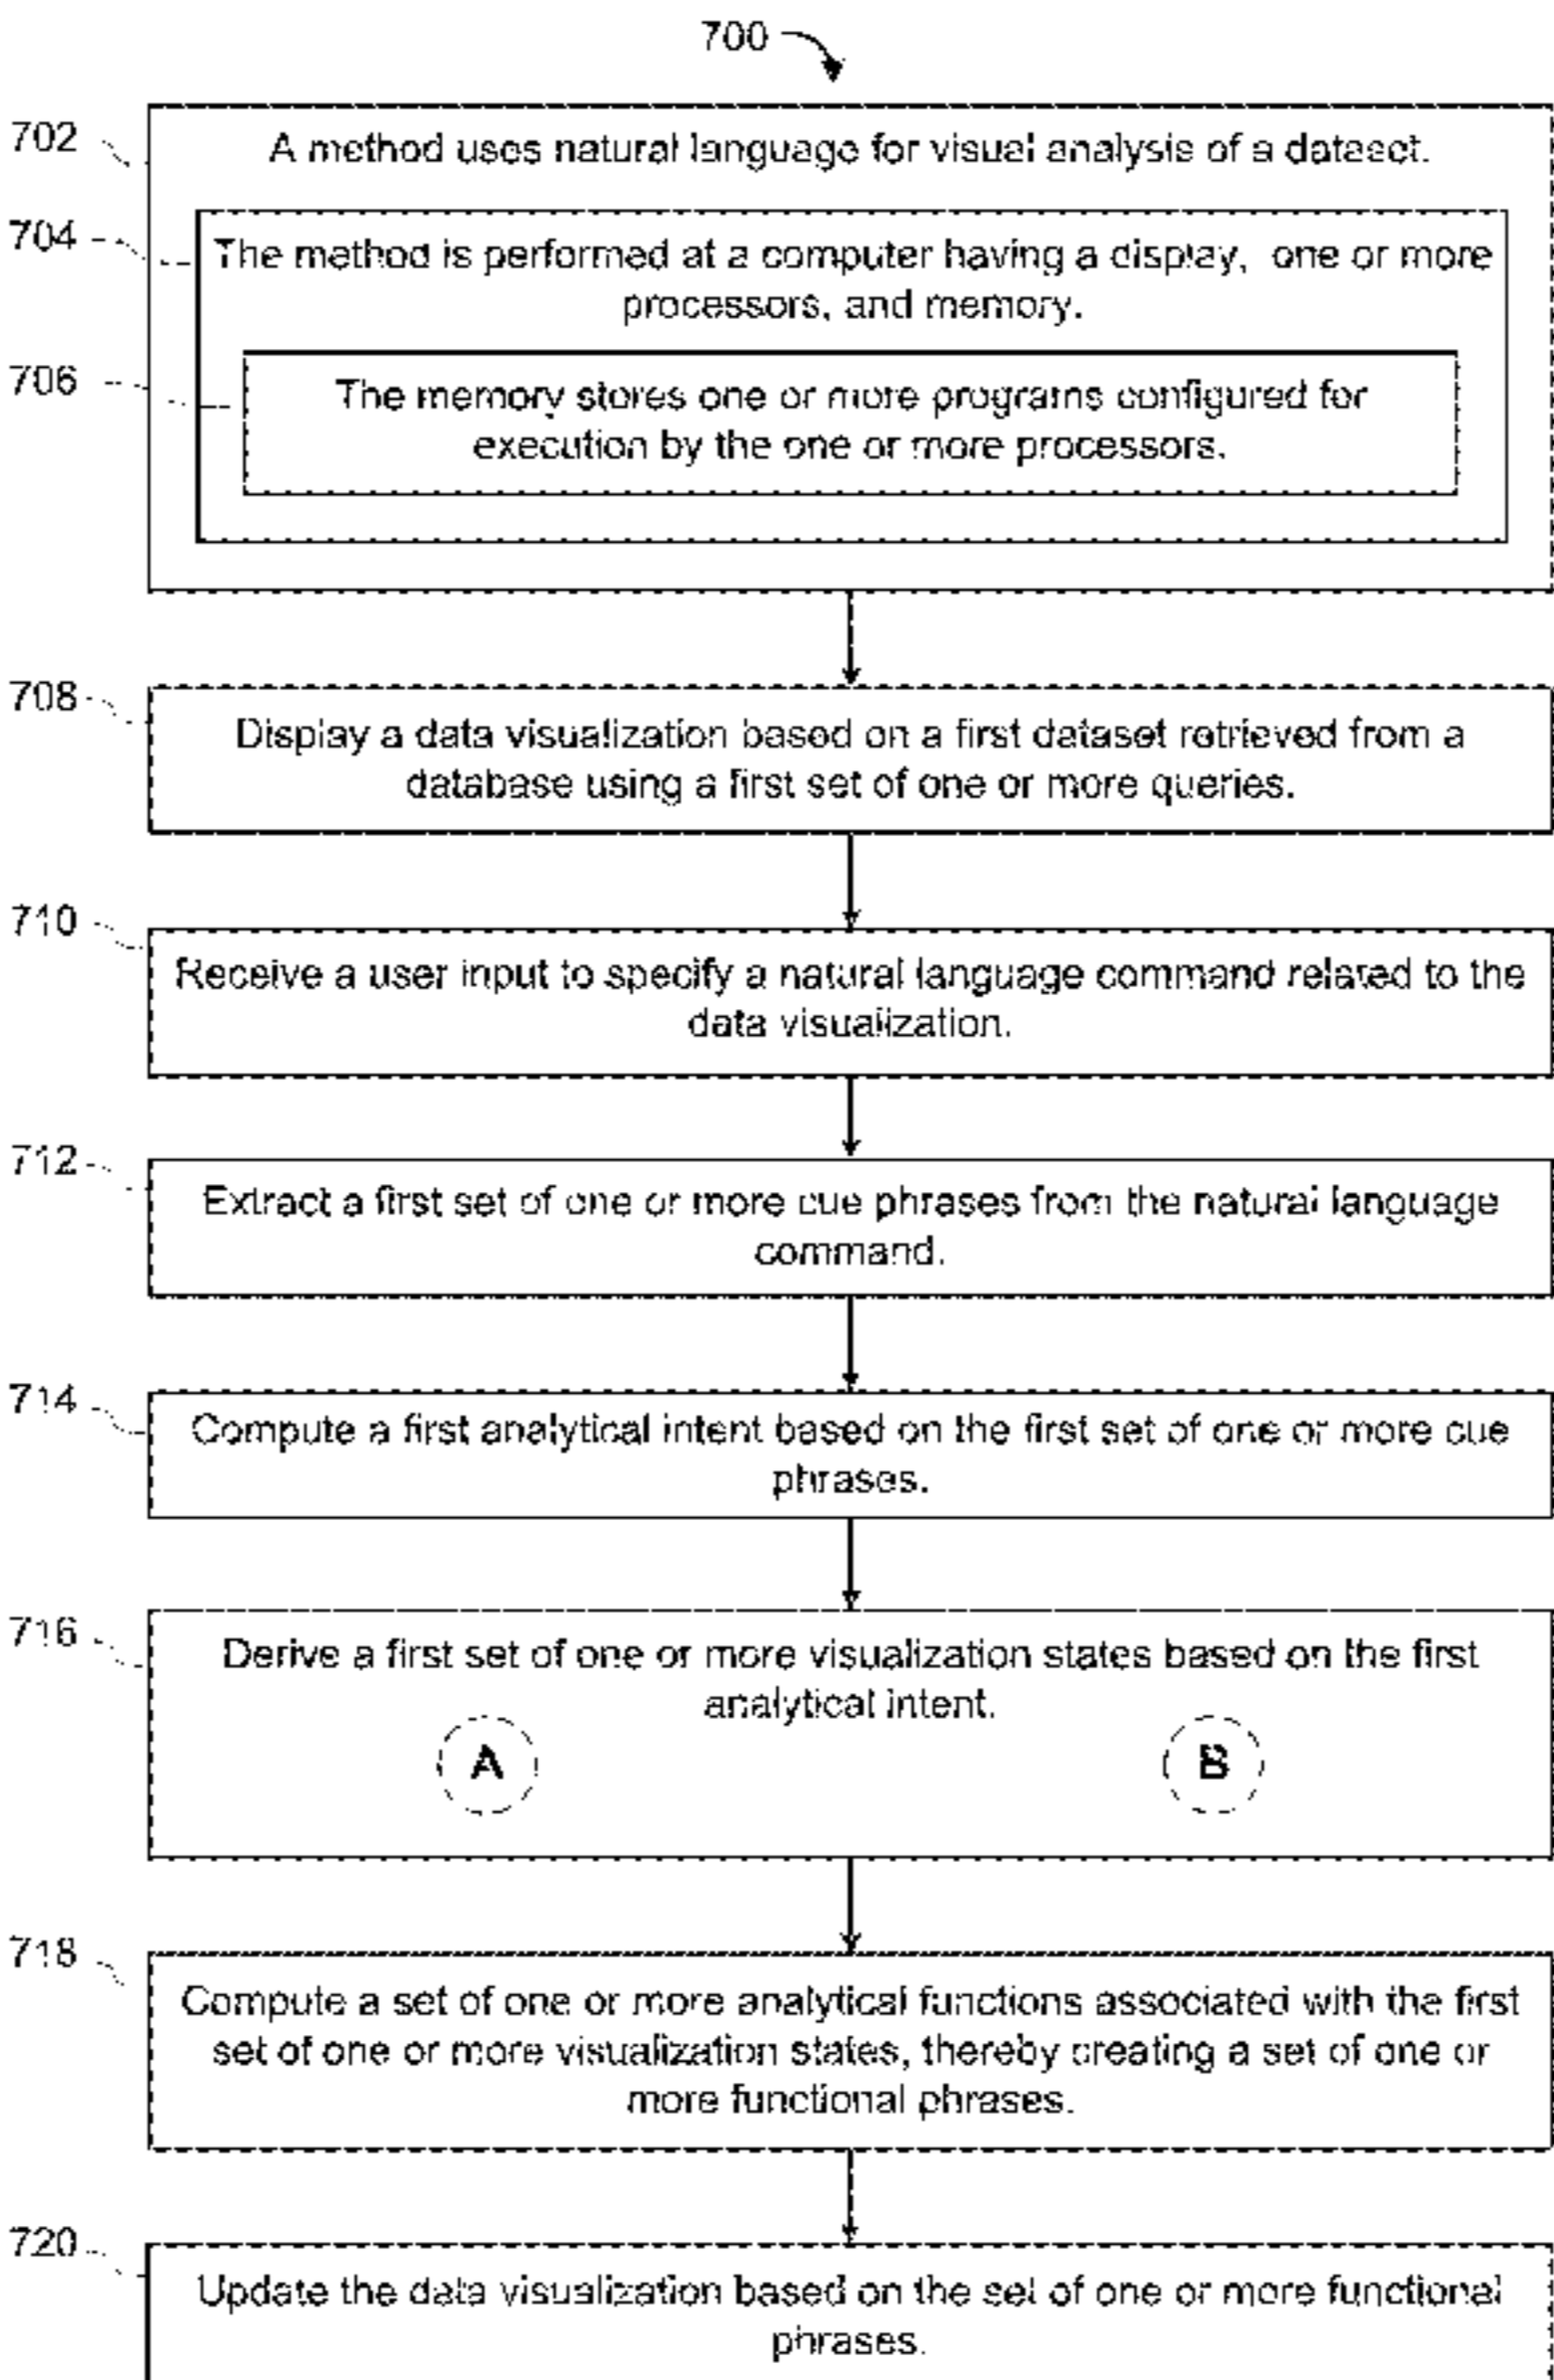 700
702
A method uses natural language for visual analysis of a dataset.
704
The method is performed at a computer having a display, one or more
processors, and memory.
706
The memory stores one or more programs configured for
execution by the one or more processors.
708
Display a data visualization based on a first dataset retrieved from a
database using a first set of one or more queries.
710
Receive a user input to specify a natural language command related to the
data visualization.
712
Extract a first set of one or more cue phrases from the natural language
command.
714
Compute a first analytical intent based on the first set of one or more cue
phrases.
716
Derive a first set of one or more visualization states based on the first
analytical intent.
A
B
718
Compute a set of one or more analytical functions associated with the first
set of one or more visualization states, thereby creating a set of one or
more functional phrases.
720
Update the data visualization based on the set of one or more functional
phrases.